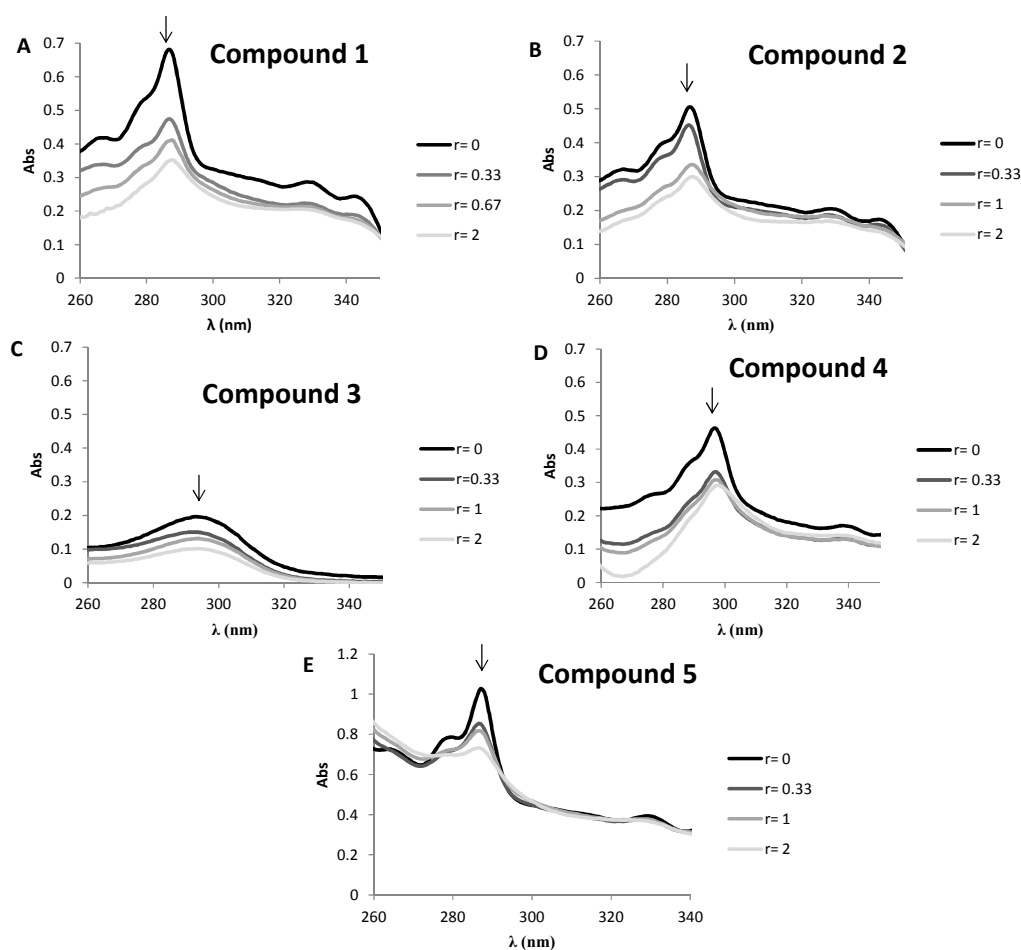 A
Compound 1
0.7
0.6
0.5
0.4
0.3
0.2
0.1
0
Abs
260 280 300 320 340
λ (nm)
r= 0
r= 0.33
r= 0.67
r= 2
B
Compound 2
0.7
0.6
0.5
0.4
0.3
0.2
0.1
0
Abs
260 280 300 320 340
λ (nm)
r= 0
r=0.33
r= 1
r= 2
C
Compound 3
0.7
0.6
0.5
0.4
0.3
0.2
0.1
0
Abs
260 280 300 320 340
λ (nm)
r= 0
r=0.33
r= 1
r= 2
D
Compound 4
0.7
0.6
0.5
0.4
0.3
0.2
0.1
0
Abs
260 280 300 320 340
λ (nm)
r= 0
r= 0.33
r= 1
r= 2
E
Compound 5
1.2
1
0.8
0.6
0.4
0.2
0
Abs
260 280 300 320 340
λ (nm)
r= 0
r= 0.33
r= 1
r= 2